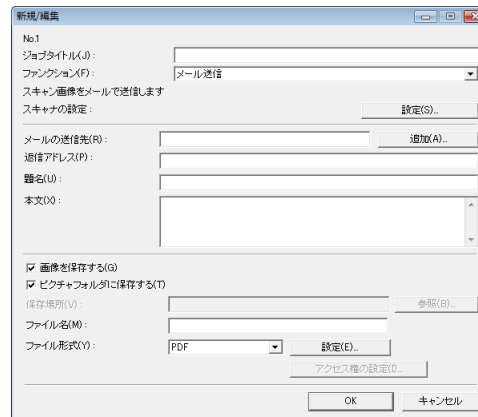 新規/編集
No.1
ジョブタイトル(J) :
ファンクション(F) : メール送信
スキャン画像をメールで送信します
スキャナの設定 : 設定(S)...
メールの送信先(R) : 追加(A)...
返信アドレス(P) :
題名(U) :
本文(X) :
画像を保存する(G)
ピクチャフォルダに保存する(T)
保存場所(V) : 参照(B)...
ファイル名(M) :
ファイル形式(Y) : PDF 設定(E)...
アクセス権の設定(I)...
OK キャンセル